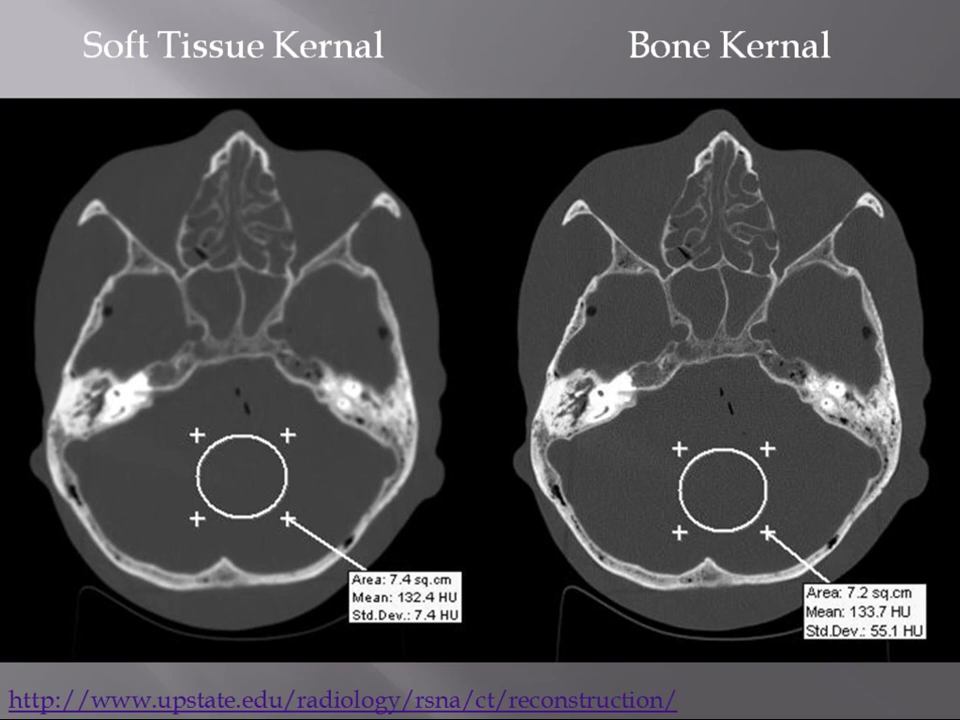 Soft Tissue Kernal
Bone Kernal
Area: 7.4 sq.cm
Mean: 132.4 HU
Std.Dev.: 7.4 HU
Area: 7.2 sq.cm
Mean: 133.7 HU
Std.Dev.: 55.1 HU
http://www.upstate.edu/radiology/rsna/ct/reconstruction/